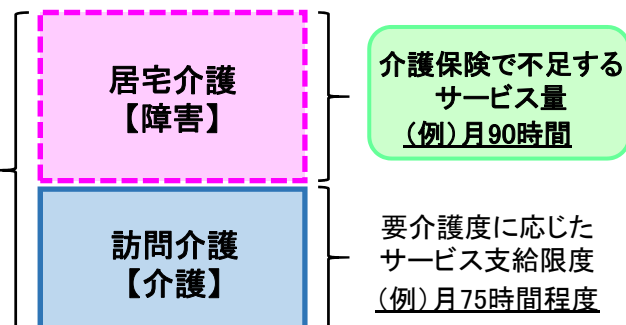 居宅介護
【障害】
介護保険で不足する
サービス量
(例)月90時間
訪問介護
【介護】
要介護度に応じた
サービス支給限度
(例)月75時間程度